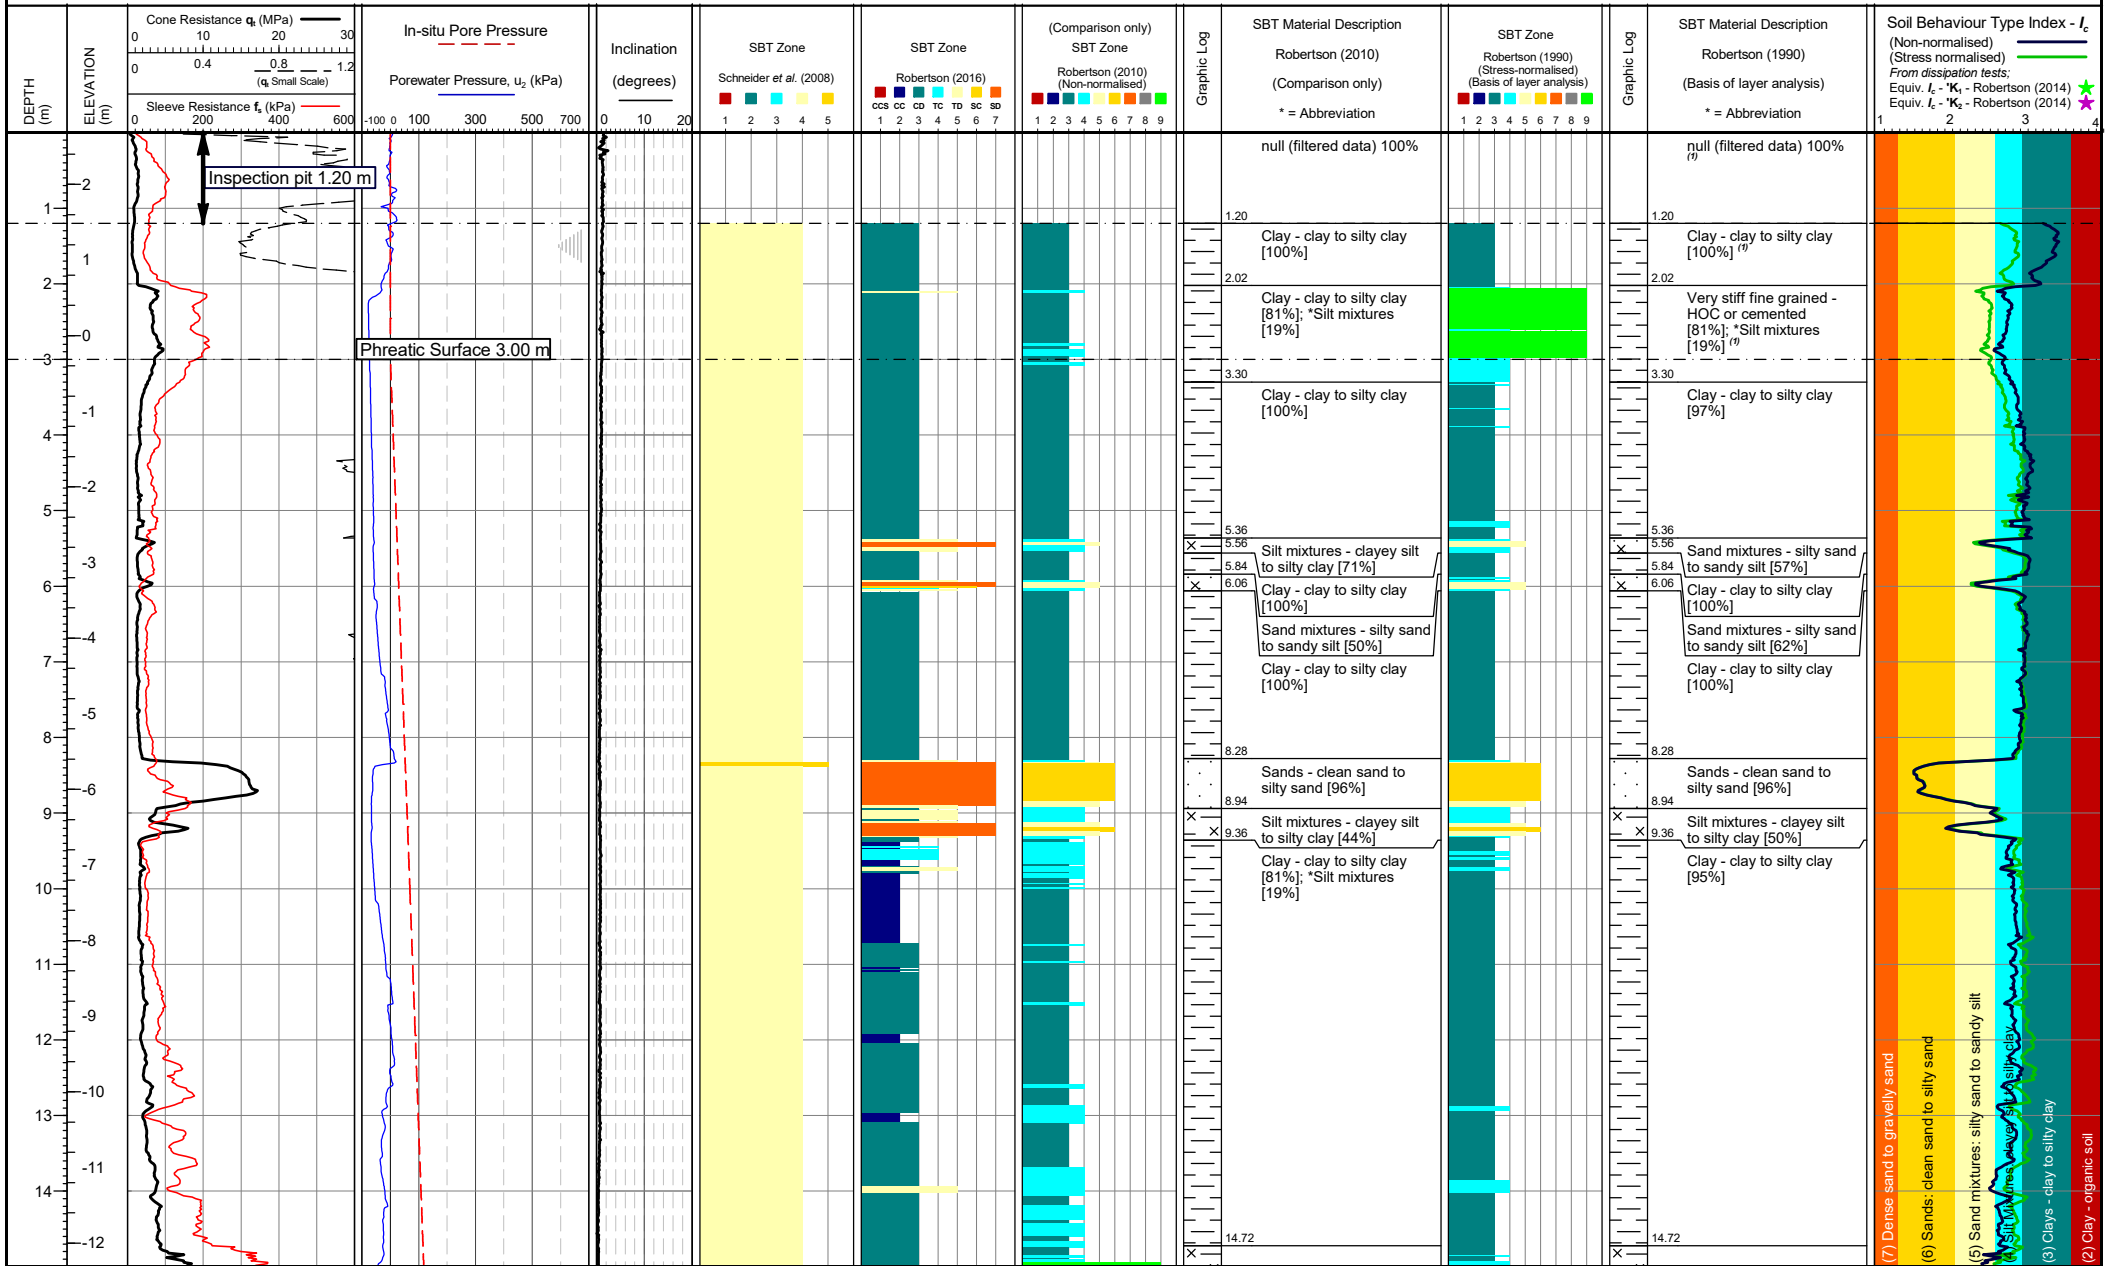 DEPTH
(m)
ELEVATION
(m)
Cone Resistance qt (MPa)
0 10 20 30
0 0.4 0.8 1.2
(qt Small Scale)
Sleeve Resistance fs (kPa)
0 200 400 600
In-situ Pore Pressure
Porewater Pressure, u2 (kPa)
-100 0 100 300 500 700
Inclination
(degrees)
0 10 20
SBT Zone
Schneider et al. (2008)
1 2 3 4 5
SBT Zone
Robertson (2016)
CCS CC CD TC TD SC SD
1 2 3 4 5 6 7
(Comparison only)
SBT Zone
Robertson (2010)
(Non-normalised)
1 2 3 4 5 6 7 8 9
Graphic Log
SBT Material Description
Robertson (2010)
(Comparison only)
* = Abbreviation
SBT Zone
Robertson (1990)
(Stress-normalised)
(Basis of layer analysis)
1 2 3 4 5 6 7 8 9
Graphic Log
SBT Material Description
Robertson (1990)
(Basis of layer analysis)
* = Abbreviation
Soil Behaviour Type Index - Ic
(Non-normalised)
(Stress normalised)
From dissipation tests;
Equiv. Ic - 'K1 - Robertson (2014)
Equiv. Ic - 'K2 - Robertson (2014)
1 2 3 4
1
2
3
4
5
6
7
8
9
10
11
12
13
14
2
1
0
-1
-2
-3
-4
-5
-6
-7
-8
-9
-10
-11
-12
Inspection pit 1.20 m
Phreatic Surface 3.00 m
null (filtered data) 100%
1.20
Clay - clay to silty clay
[100%]
2.02
Clay - clay to silty clay
[81%]; *Silt mixtures
[19%]
3.30
Clay - clay to silty clay
[100%]
5.36
5.56
Silt mixtures - clayey silt
to silty clay [71%]
5.84
6.06
Clay - clay to silty clay
[100%]
Sand mixtures - silty sand
to sandy silt [50%]
Clay - clay to silty clay
[100%]
8.28
Sands - clean sand to
silty sand [96%]
8.94
Silt mixtures - clayey silt
to silty clay [44%]
9.36
Clay - clay to silty clay
[81%]; *Silt mixtures
[19%]
14.72
null (filtered data) 100%
(1)
1.20
Clay - clay to silty clay
[100%] (1)
2.02
Very stiff fine grained -
HOC or cemented
[81%]; *Silt mixtures
[19%] (1)
3.30
Clay - clay to silty clay
[97%]
5.36
5.56
Sand mixtures - silty sand
to sandy silt [57%]
5.84
6.06
Clay - clay to silty clay
[100%]
Sand mixtures - silty sand
to sandy silt [62%]
Clay - clay to silty clay
[100%]
8.28
Sands - clean sand to
silty sand [96%]
8.94
Silt mixtures - clayey silt
to silty clay [50%]
9.36
Clay - clay to silty clay
[95%]
14.72
(7) Dense sand to gravelly sand
(6) Sands: clean sand to silty sand
(5) Sand mixtures: silty sand to sandy silt
(4) Silt Mixtures: clayey silt to silty clay
(3) Clays - clay to silty clay
(2) Clay - organic soil